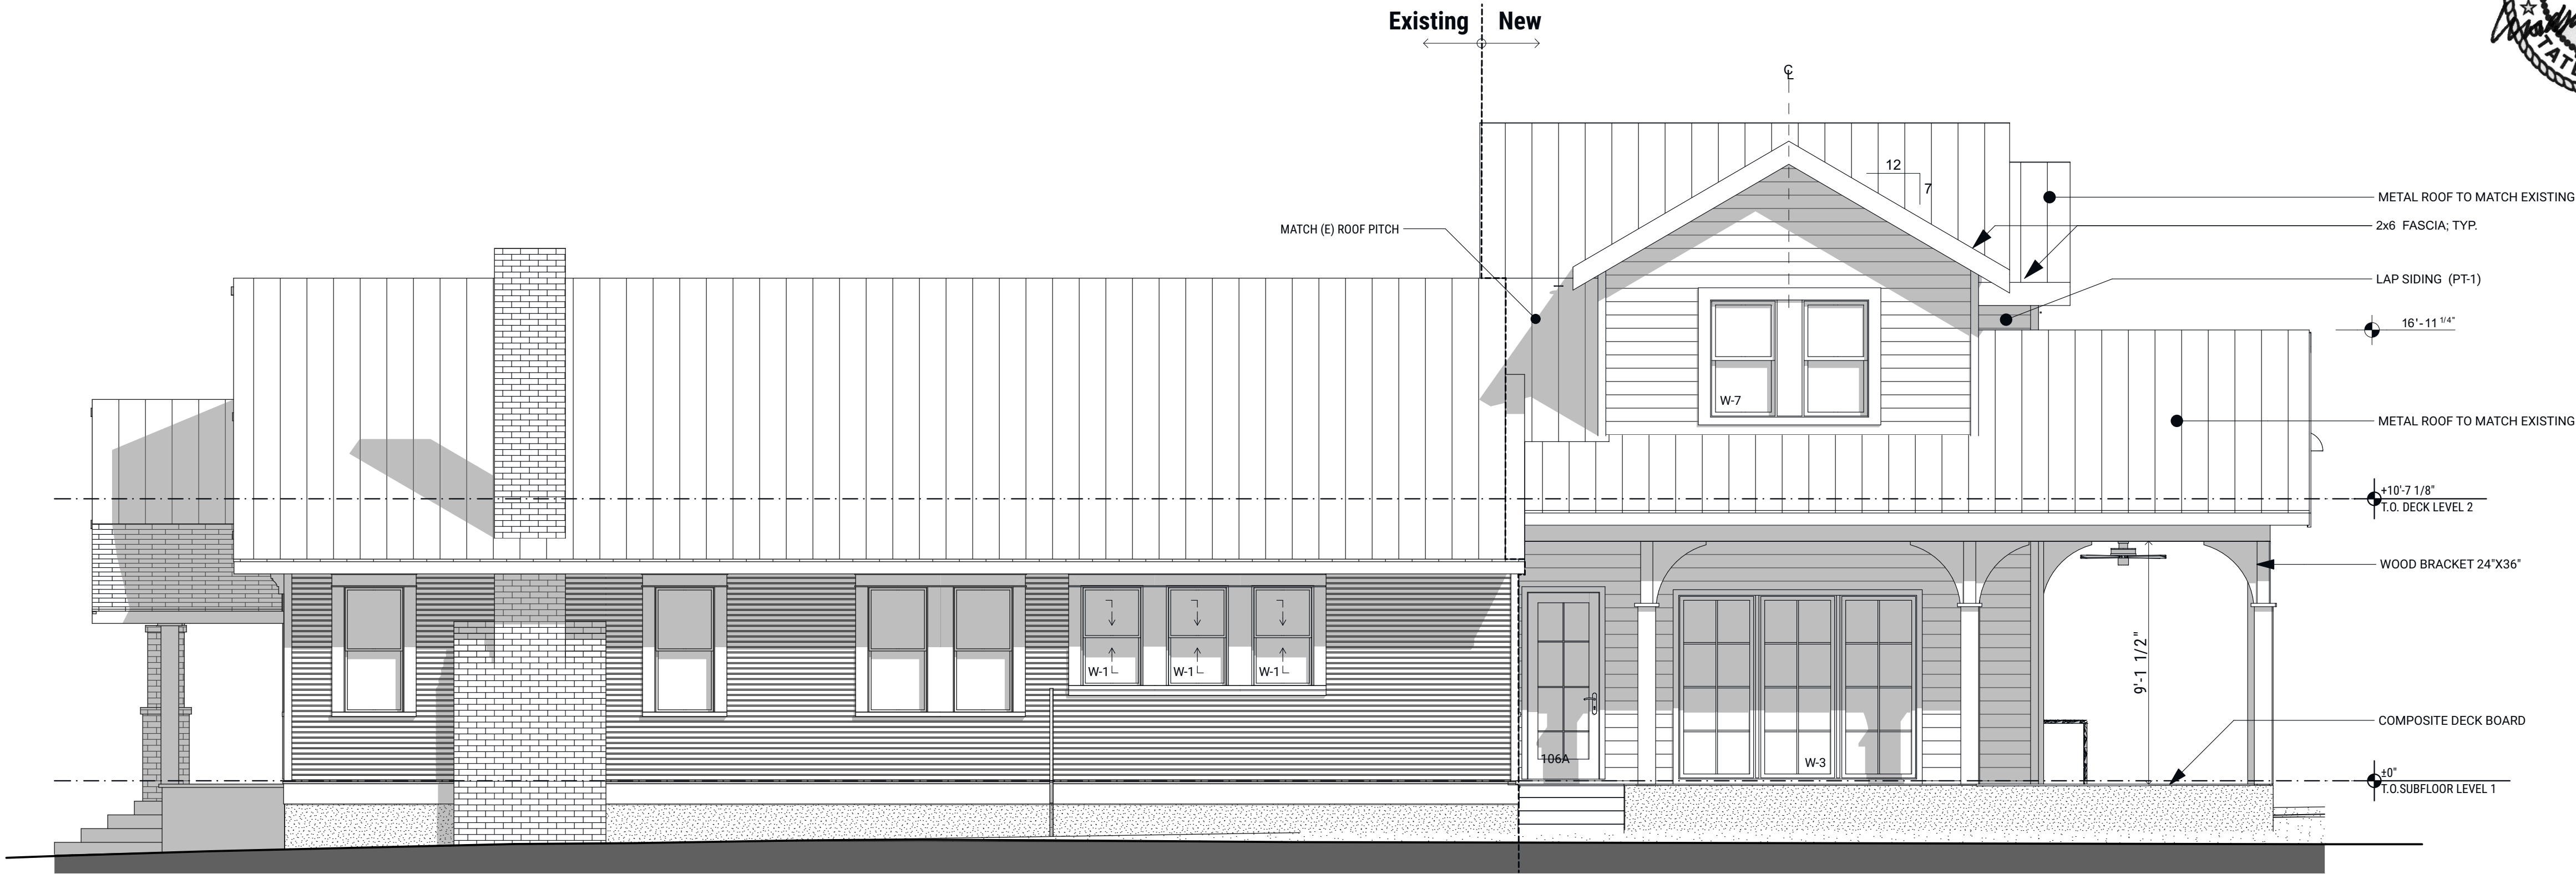 Existing New
℄
12
7
METAL ROOF TO MATCH EXISTING
2x6 FASCIA; TYP.
MATCH (E) ROOF PITCH
LAP SIDING (PT-1)
16'-11 1/4"
W-7
METAL ROOF TO MATCH EXISTING
+10'-7 1/8"
T.O. DECK LEVEL 2
WOOD BRACKET 24"X36"
W-1 W-1 W-1
9'-1 1/2"
COMPOSITE DECK BOARD
106A
W-3
±0"
T.O.SUBFLOOR LEVEL 1